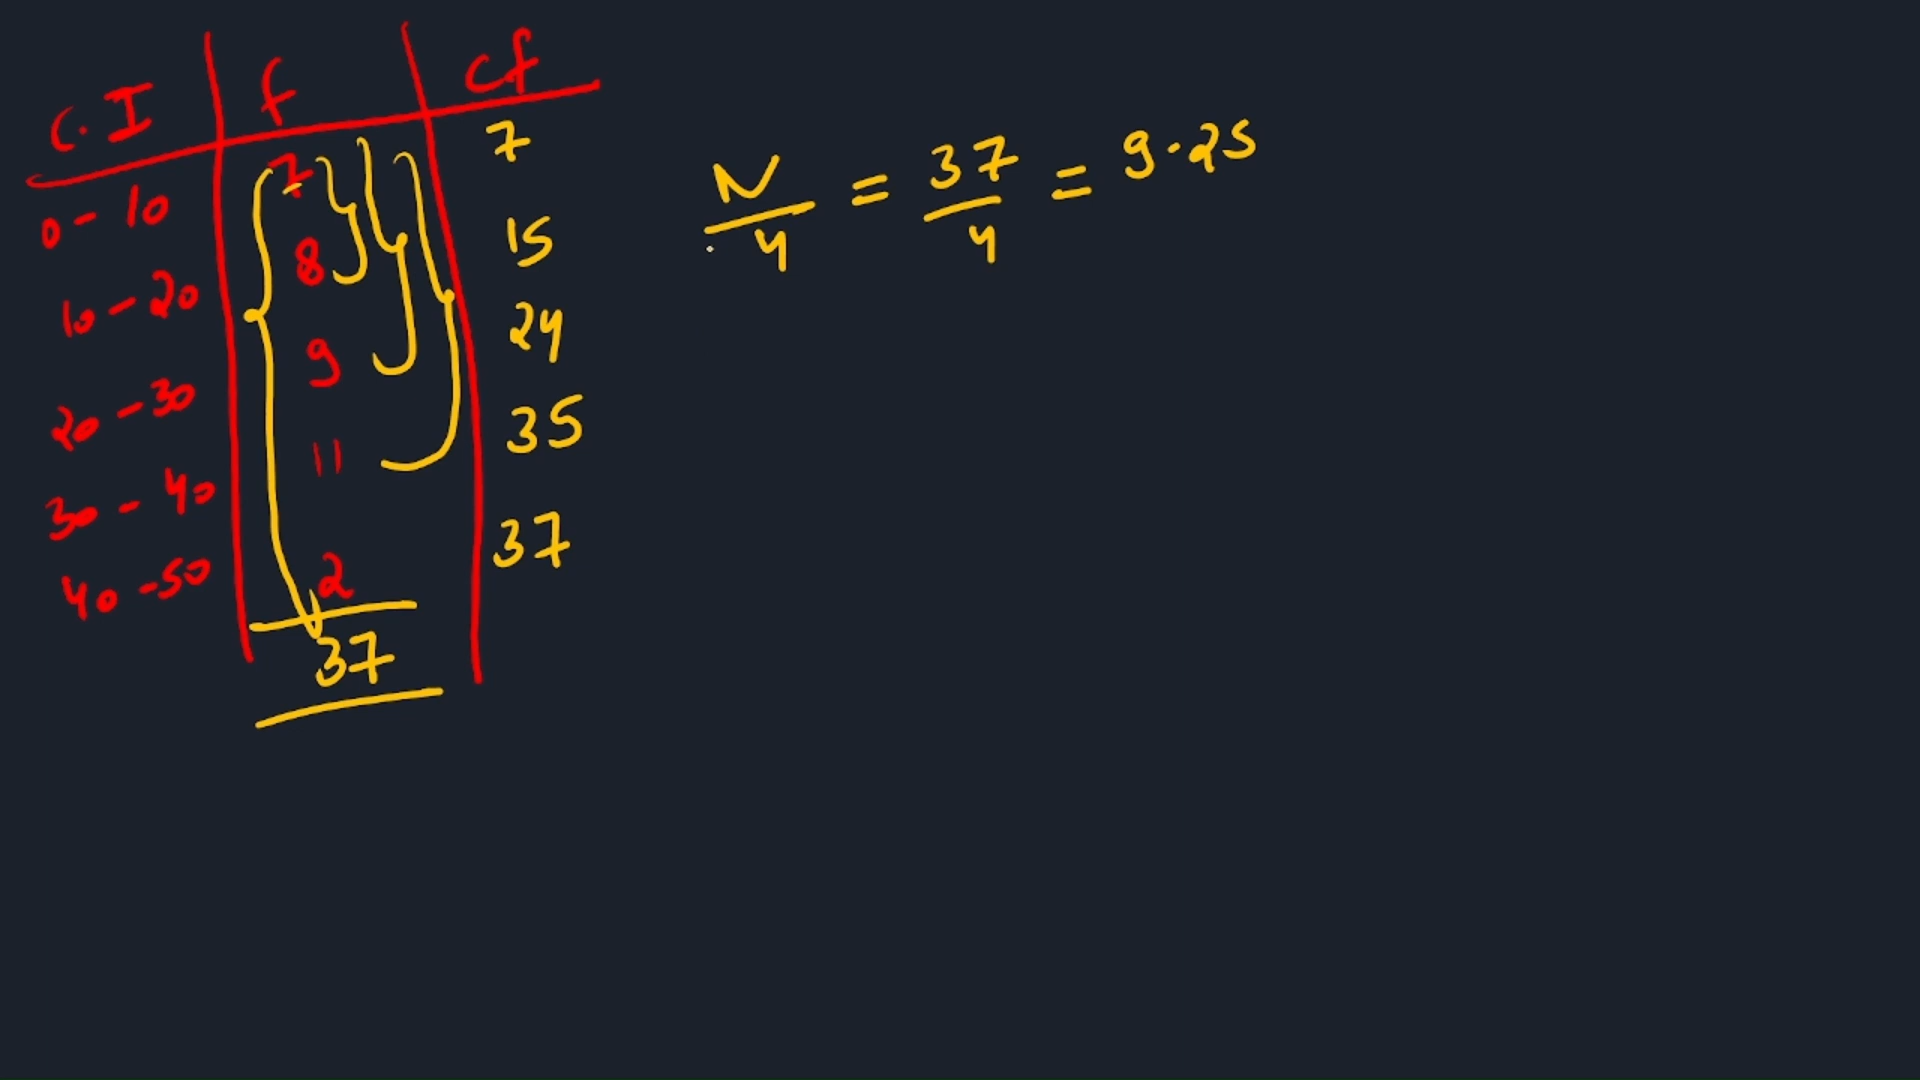 C.I f cf
0 - 10 7 7
10 - 20 8 15
20 - 30 9 24
30 - 40 11 35
40 - 50 2 37
37
N/4 = 37/4 = 9.25